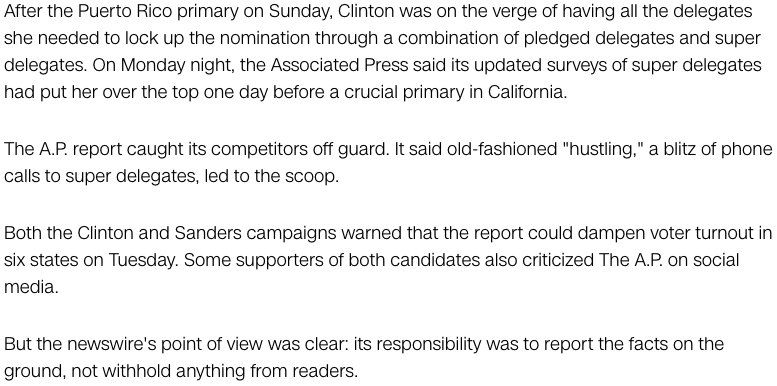 After the Puerto Rico primary on Sunday, Clinton was on the verge of having all the delegates
she needed to lock up the nomination through a combination of pledged delegates and super
delegates. On Monday night, the Associated Press said its updated surveys of super delegates
had put her over the top one day before a crucial primary in California.
The A.P. report caught its competitors off guard. It said old-fashioned "hustling," a blitz of phone
calls to super delegates, led to the scoop.
Both the Clinton and Sanders campaigns warned that the report could dampen voter turnout in
six states on Tuesday. Some supporters of both candidates also criticized The A.P. on social
media.
But the newswire's point of view was clear: its responsibility was to report the facts on the
ground, not withhold anything from readers.